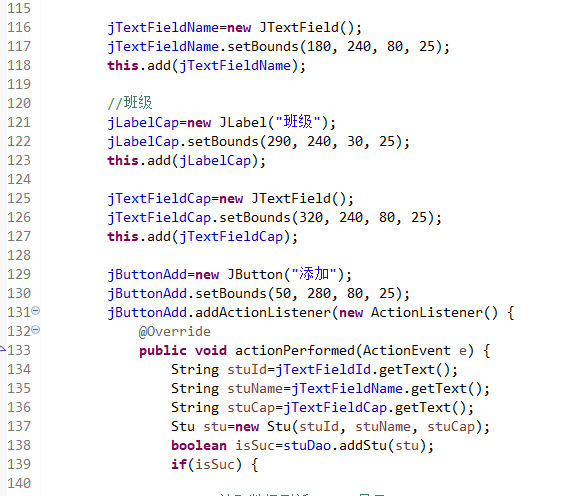 115
116 jTextFieldName=new JTextField();
117 jTextFieldName.setBounds(180, 240, 80, 25);
118 this.add(jTextFieldName);
119
120 //班级
121 jLabelCap=new JLabel("班级");
122 jLabelCap.setBounds(290, 240, 30, 25);
123 this.add(jLabelCap);
124
125 jTextFieldCap=new JTextField();
126 jTextFieldCap.setBounds(320, 240, 80, 25);
127 this.add(jTextFieldCap);
128
129 jButtonAdd=new JButton("添加");
130 jButtonAdd.setBounds(50, 280, 80, 25);
131 jButtonAdd.addActionListener(new ActionListener() {
132 @Override
133 public void actionPerformed(ActionEvent e) {
134 String stuId=jTextFieldId.getText();
135 String stuName=jTextFieldName.getText();
136 String stuCap=jTextFieldCap.getText();
137 Stu stu=new Stu(stuId, stuName, stuCap);
138 boolean isSuc=stuDao.addStu(stu);
139 if(isSuc) {
140